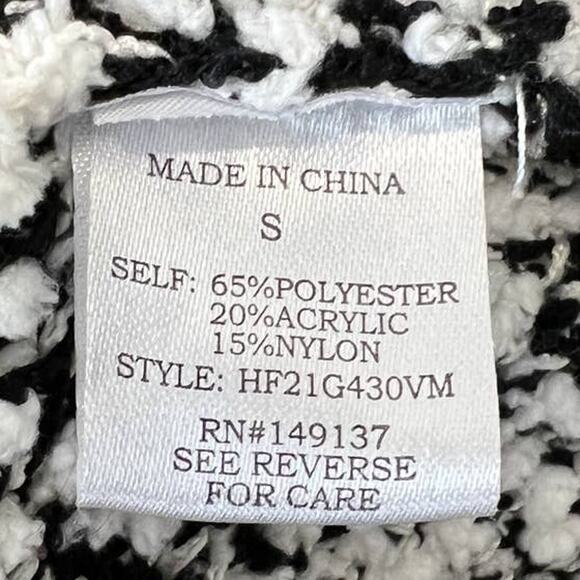 MADE IN CHINA
S
SELF: 65%POLYESTER
20%ACRYLIC
15%NYLON
STYLE: HF21G430VM
RN#149137
SEE REVERSE
FOR CARE